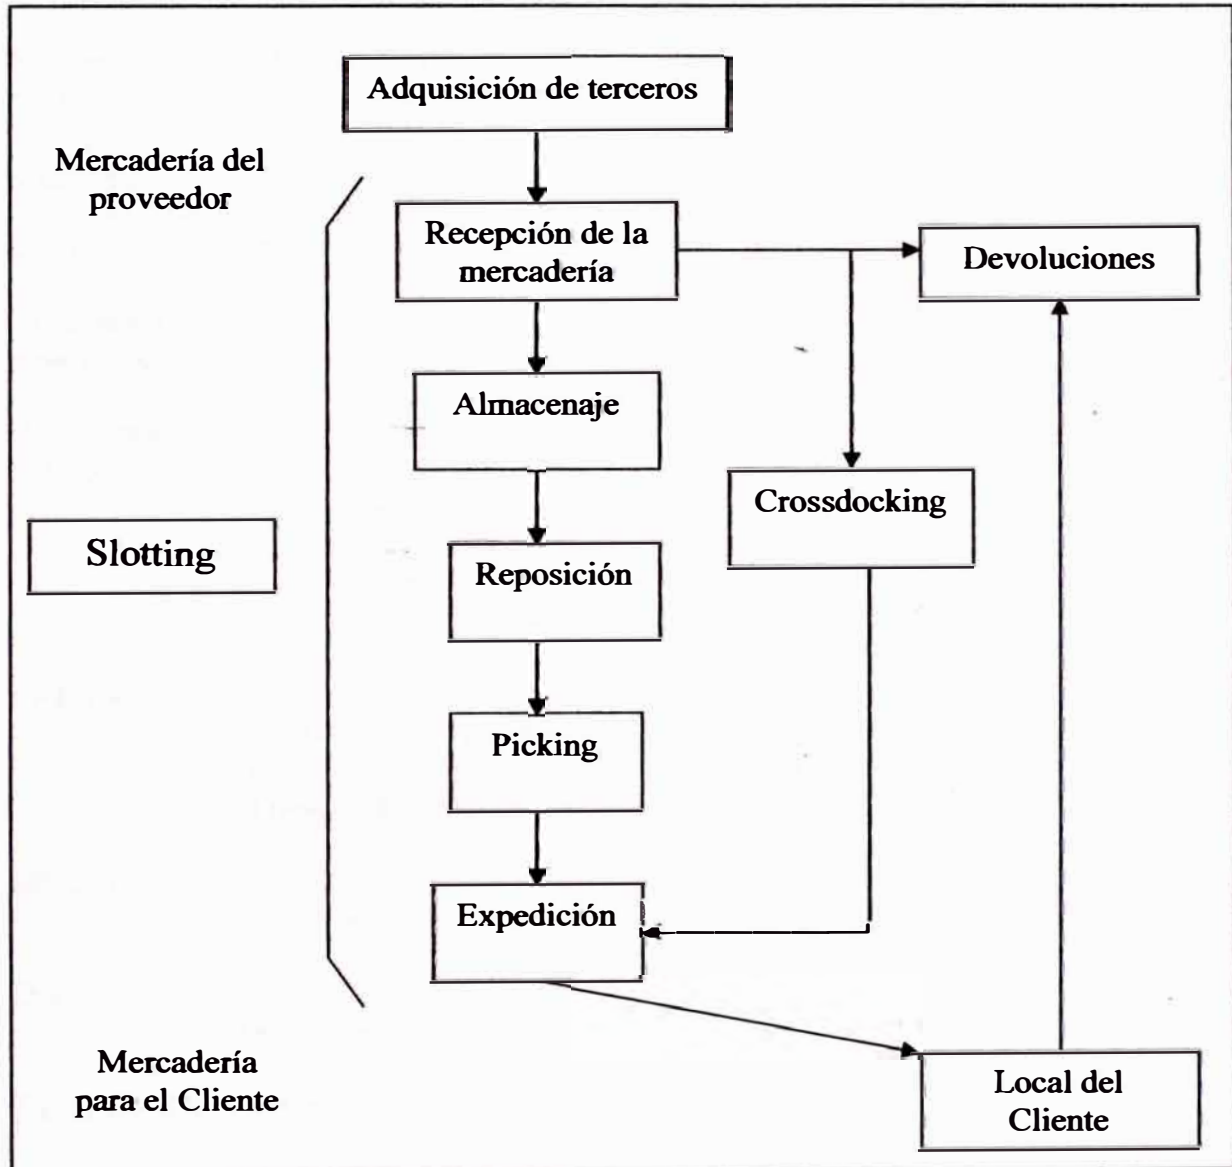 Adquisición de terceros
Mercadería del
proveedor
Recepción de la
mercadería
Devoluciones
Almacenaje
Crossdocking
Slotting
Reposición
Picking
Expedición
Mercadería
para el Cliente
Local del
Cliente